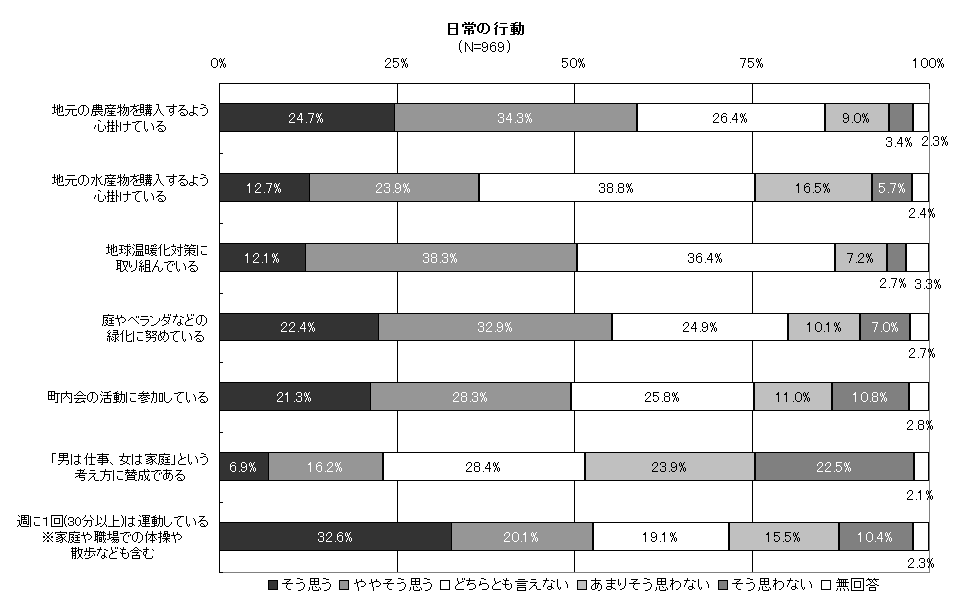 日常の行動
(N=969)
0% 25% 50% 75% 100%
地元の農産物を購入するよう
心掛けている
24.7% 34.3% 26.4% 9.0%
3.4% 2.3%
地元の水産物を購入するよう
心掛けている
12.7% 23.9% 38.8% 16.5% 5.7%
2.4%
地球温暖化対策に
取り組んでいる
12.1% 38.3% 36.4% 7.2%
2.7% 3.3%
庭やベランダなどの
緑化に努めている
22.4% 32.9% 24.9% 10.1% 7.0%
2.7%
町内会の活動に参加している
21.3% 28.3% 25.8% 11.0% 10.8%
2.8%
「男は仕事、女は家庭」という
考え方に賛成である
6.9% 16.2% 28.4% 23.9% 22.5%
2.1%
週に1回(30分以上)は運動している
※家庭や職場での体操や
散歩なども含む
32.6% 20.1% 19.1% 15.5% 10.4%
2.3%
■そう思う ■ややそう思う □どちらとも言えない ■あまりそう思わない ■そう思わない □無回答